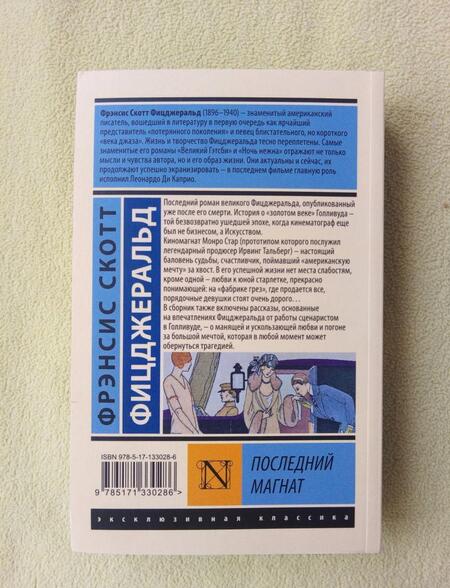 Фрэнсис Скотт Фицджеральд (1896–1940) – знаменитый американский
писатель, вошедший в литературу в первую очередь как ярчайший
представитель «потерянного поколения» и певец блистательного, но короткого
«века джаза». Жизнь и творчество Фицджеральда тесно переплетены. Самые
знаменитые его романы «Великий Гэтсби» и «Ночь нежна» отражают не только
мысли и чувства автора, но и его образ жизни. Они актуальны и сейчас, их
продолжают успешно экранизировать – в последнем фильме главную роль
исполнил Леонардо Ди Каприо.
Последний роман великого Фицджеральда, опубликованный
уже после его смерти. История о «золотом веке» Голливуда –
той безвозвратно ушедшей эпохе, когда кинематограф еще
был не бизнесом, а Искусством.
Киномагнат Монро Стар (прототипом которого послужил
легендарный продюсер Ирвинг Тальберг) – настоящий
баловень судьбы, счастливчик, поймавший «американскую
мечту» за хвост. В его успешной жизни нет места слабостям,
кроме одной – любви к юной старлетке, прекрасно
понимающей: на «фабрике грез», где продается все,
порядочные девушки стоят очень дорого…
В сборник также включены рассказы, основанные
на впечатлениях Фицджеральда от работы сценаристом
в Голливуде, – о манящей и ускользающей любви и погоне
за большой мечтой, которая в любой момент может
обернуться трагедией.
ФРЭНСИС СКОТТ
ФИЦДЖЕРАЛЬД
ISBN 978-5-17-133028-6
9 785171 330286>
N
ПОСЛЕДНИЙ
МАГНАТ
эксклюзивная классика